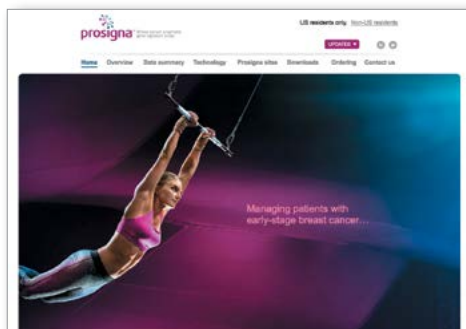 US residents only. Non-US residents
prosigna
UPDATES
Home Overview Data summary Technology Prosigna sites Downloads Ordering Contact us
Managing patients with
early-stage breast cancer...